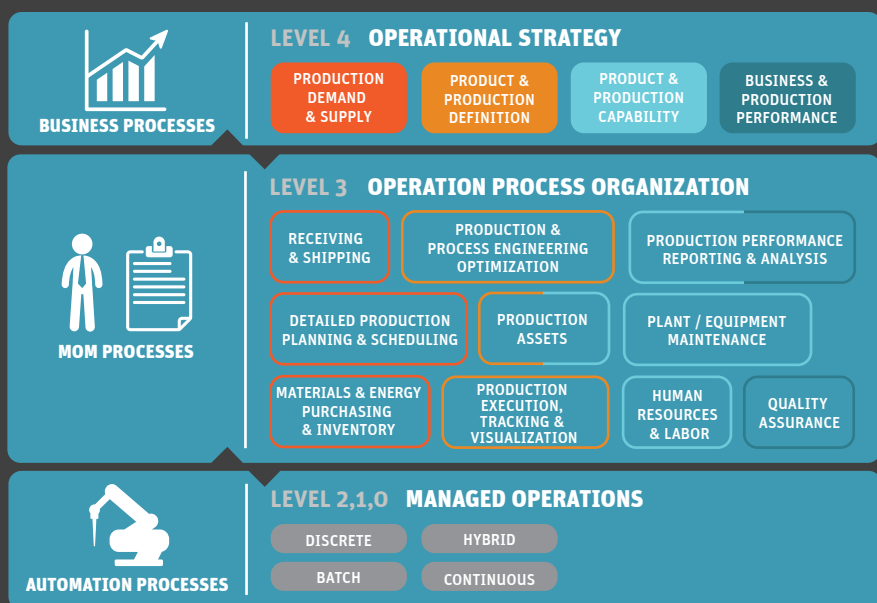 LEVEL 4 OPERATIONAL STRATEGY
PRODUCTION
DEMAND
& SUPPLY
PRODUCT &
PRODUCTION
DEFINITION
PRODUCT &
PRODUCTION
CAPABILITY
BUSINESS &
PRODUCTION
PERFORMANCE
BUSINESS PROCESSES
LEVEL 3 OPERATION PROCESS ORGANIZATION
RECEIVING
& SHIPPING
PRODUCTION &
PROCESS ENGINEERING
OPTIMIZATION
PRODUCTION PERFORMANCE
REPORTING & ANALYSIS
DETAILED PRODUCTION
PLANNING & SCHEDULING
PRODUCTION
ASSETS
PLANT / EQUIPMENT
MAINTENANCE
MOM PROCESSES
MATERIALS & ENERGY
PURCHASING
& INVENTORY
PRODUCTION
EXECUTION,
TRACKING &
VISUALIZATION
HUMAN
RESOURCES
& LABOR
QUALITY
ASSURANCE
LEVEL 2,1,0 MANAGED OPERATIONS
DISCRETE
HYBRID
BATCH
CONTINUOUS
AUTOMATION PROCESSES